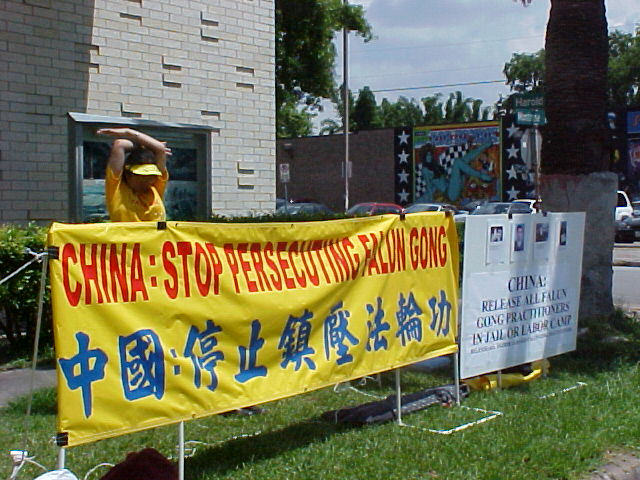 CHINA: STOP PERSECUTING FALUN GONG
中國:停止鎮壓法輪功
CHINA:
RELEASE ALL FALUN
GONG PRACTITIONERS
IN JAIL OR LABOR CAMP
Harold